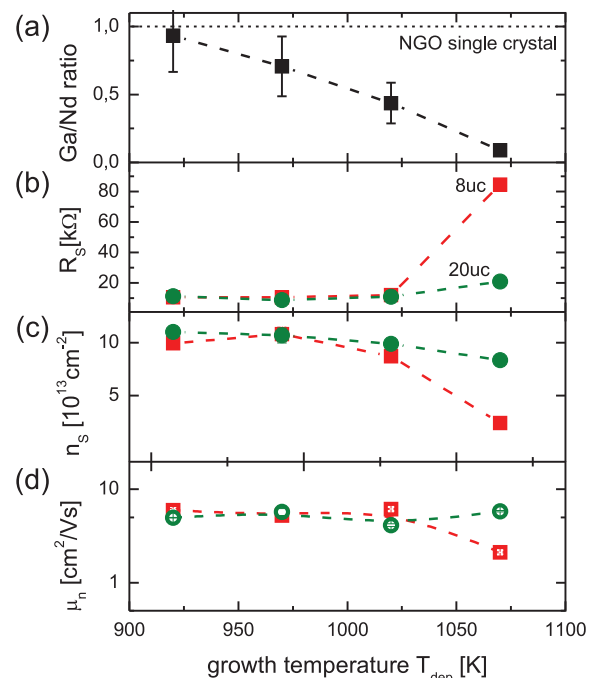 (a)
1,0
0,5
0,0
Ga/Nd ratio
NGO single crystal
(b)
80
60
40
20
R_S[kΩ]
8uc
20uc
(c)
10
5
n_S [10^13cm^-2]
(d)
10
1
μ_n [cm^2/Vs]
900 950 1000 1050 1100
growth temperature T_dep [K]